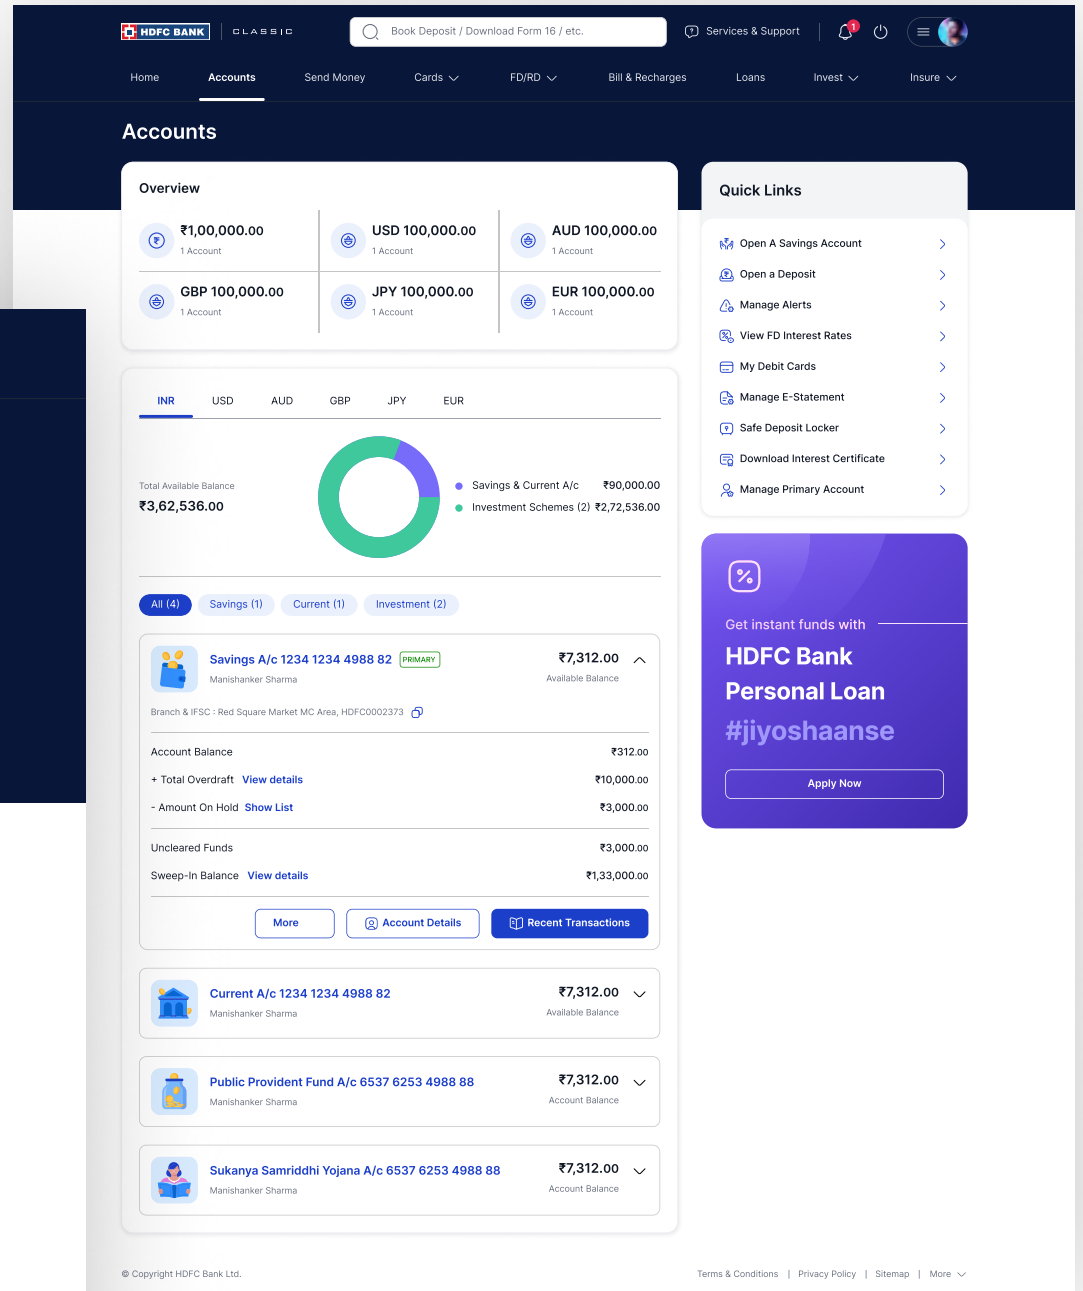 HDFC BANK | CLASSIC
Book Deposit / Download Form 16 / etc.
Services & Support
1
Home Accounts Send Money Cards FD/RD Bill & Recharges Loans Invest Insure
Accounts
Overview
₹1,00,000.00
1 Account
USD 100,000.00
1 Account
AUD 100,000.00
1 Account
GBP 100,000.00
1 Account
JPY 100,000.00
1 Account
EUR 100,000.00
1 Account
INR USD AUD GBP JPY EUR
Total Available Balance
₹3,62,536.00
Savings & Current A/c ₹90,000.00
Investment Schemes (2) ₹2,72,536.00
All (4) Savings (1) Current (1) Investment (2)
Savings A/c 1234 1234 4988 82 PRIMARY ₹7,312.00
Manishanker Sharma Available Balance
Branch & IFSC : Red Square Market MC Area, HDFC0002373
Account Balance ₹312.00
+ Total Overdraft View details ₹10,000.00
- Amount On Hold Show List ₹3,000.00
Uncleared Funds ₹3,000.00
Sweep-In Balance View details ₹1,33,000.00
More Account Details Recent Transactions
Current A/c 1234 1234 4988 82 ₹7,312.00
Manishanker Sharma Available Balance
Public Provident Fund A/c 6537 6253 4988 88 ₹7,312.00
Manishanker Sharma Account Balance
Sukanya Samriddhi Yojana A/c 6537 6253 4988 88 ₹7,312.00
Manishanker Sharma Account Balance
Quick Links
Open A Savings Account
Open a Deposit
Manage Alerts
View FD Interest Rates
My Debit Cards
Manage E-Statement
Safe Deposit Locker
Download Interest Certificate
Manage Primary Account
Get instant funds with
HDFC Bank
Personal Loan
#jiyoshaanse
Apply Now
© Copyright HDFC Bank Ltd.
Terms & Conditions | Privacy Policy | Sitemap | More